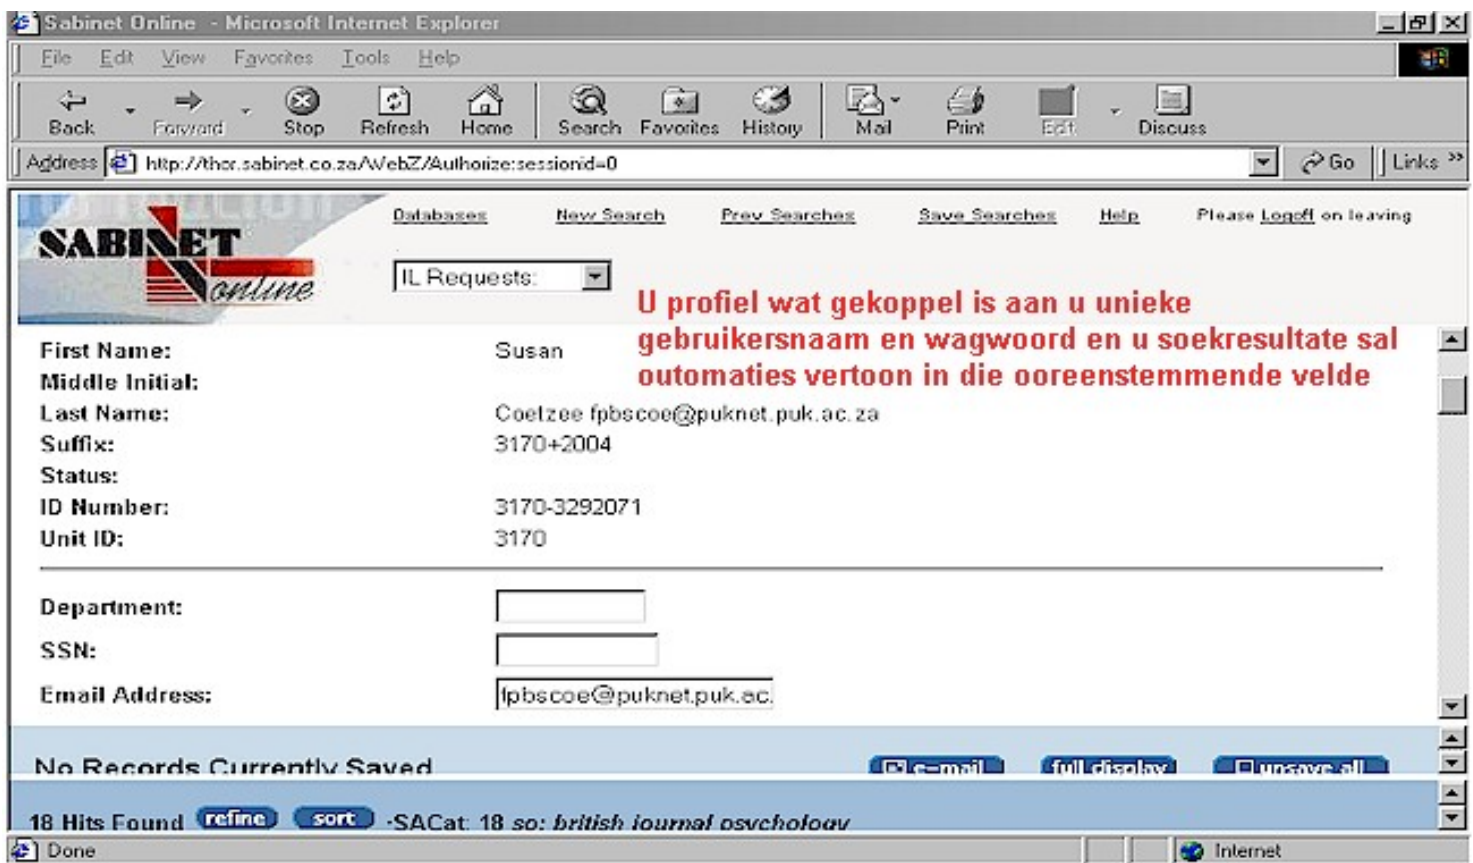 Sabinet Online - Microsoft Internet Explorer
File Edit View Favorites Tools Help
Back Forward Stop Refresh Home Search Favorites History Mail Print Edit Discuss
Address http://thor.sabinet.co.za/WebZ/Authorize:sessionid=0 Go Links »
SABINET online
Databases New Search Prev Searches Save Searches Help Please Logoff on leaving
IL Requests:
U profiel wat gekoppel is aan u unieke
gebruikersnaam en wagwoord en u soekresultate sal
outomaties vertoon in die ooreenstemmende velde
First Name: Susan
Middle Initial:
Last Name: Coetzee fpbscoe@puknet.puk.ac.za
Suffix: 3170+2004
Status:
ID Number: 3170-3292071
Unit ID: 3170
Department:
SSN:
Email Address: fpbscoe@puknet.puk.ac.
No Records Currently Saved e-mail full display unsave all
18 Hits Found refine sort -SACat: 18 so: british journal psychology
Done Internet